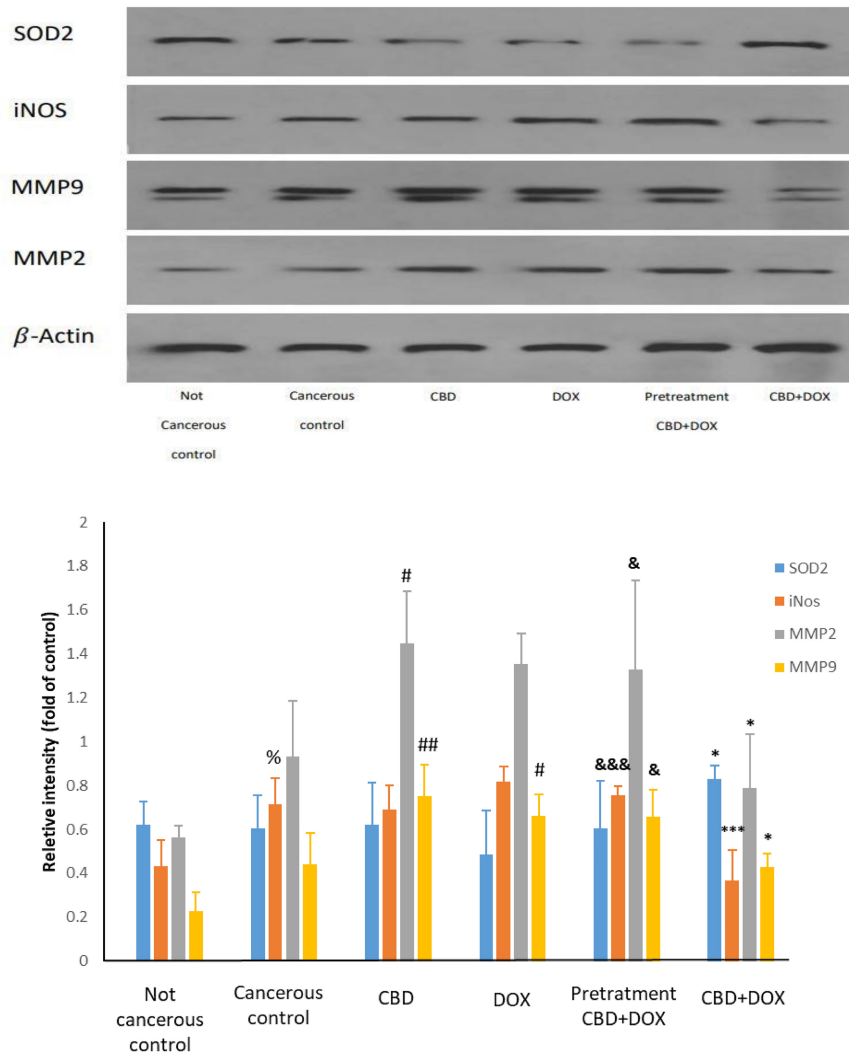 SOD2
iNOS
MMP9
MMP2
β-Actin
Not
Cancerous
control
Cancerous
control
CBD
DOX
Pretreatment
CBD+DOX
CBD+DOX
Reletive intensity (fold of control)
2
1.8
1.6
1.4
1.2
1
0.8
0.6
0.4
0.2
0
%
#
##
#
&&&
&
&
*
***
*
*
SOD2
iNos
MMP2
MMP9
Not
cancerous
control
Cancerous
control
CBD
DOX
Pretratment
CBD+DOX
CBD+DOX